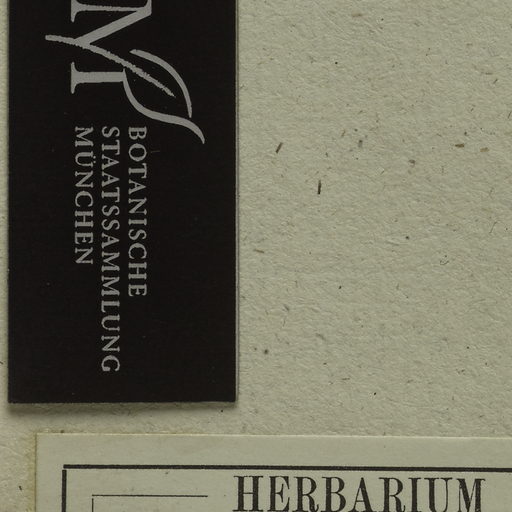 M
BOTANISCHE
STAATSSAMMLUNG
MÜNCHEN
HERBARIUM